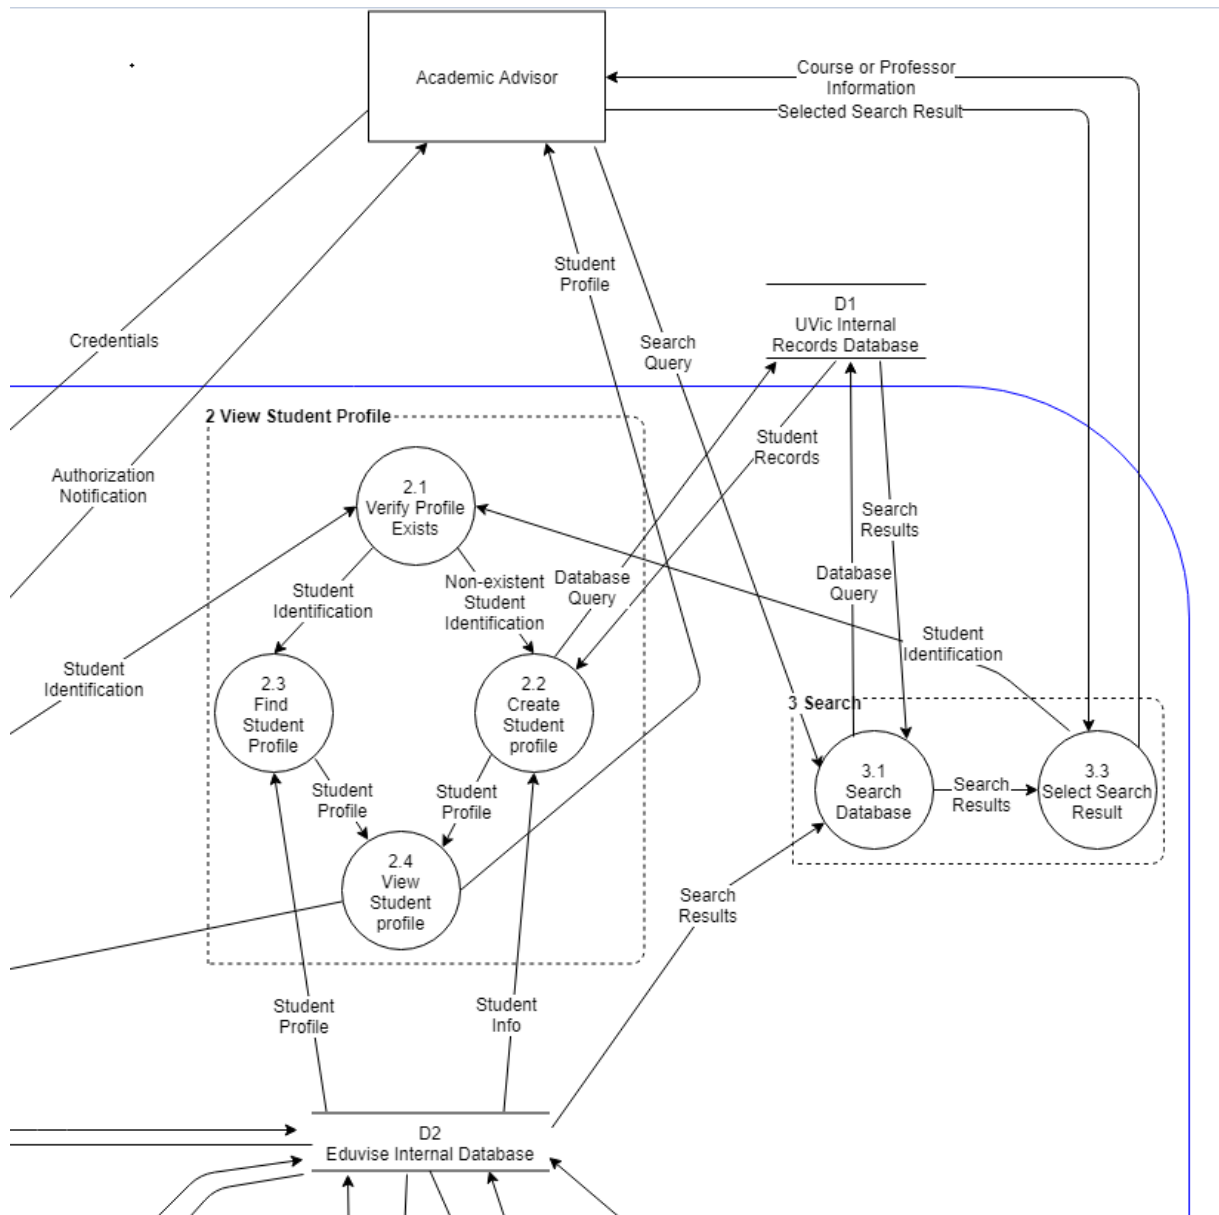 Academic Advisor
Course or Professor
Information
Selected Search Result
Student
Profile
Search
Query
D1
UVic Internal
Records Database
Credentials
2 View Student Profile
Student
Records
Authorization
Notification
2.1
Verify Profile
Exists
Search
Results
Database
Query
Student
Identification
Non-existent
Student
Identification
Database
Query
Student
Identification
Student
Identification
2.3
Find
Student
Profile
2.2
Create
Student
profile
3 Search
3.1
Search
Database
Search
Results
3.3
Select Search
Result
Student
Profile
Student
Profile
2.4
View
Student
profile
Search
Results
Student
Profile
Student
Info
D2
Eduvise Internal Database